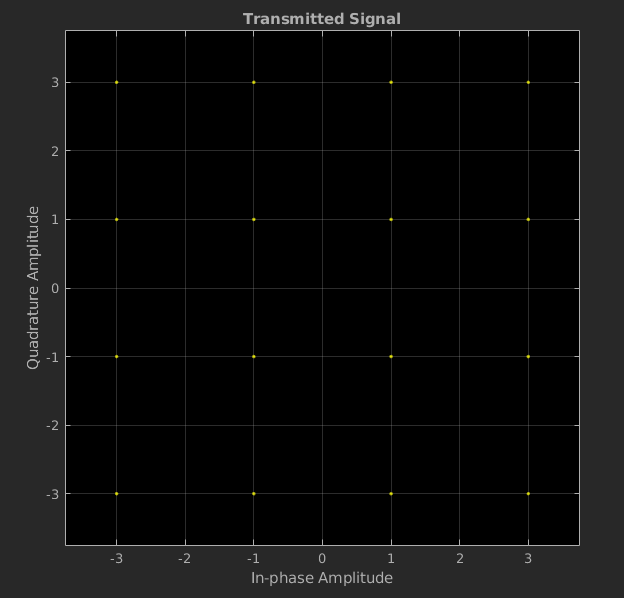 Transmitted Signal
3
2
1
0
-1
-2
-3
Quadrature Amplitude
-3 -2 -1 0 1 2 3
In-phase Amplitude